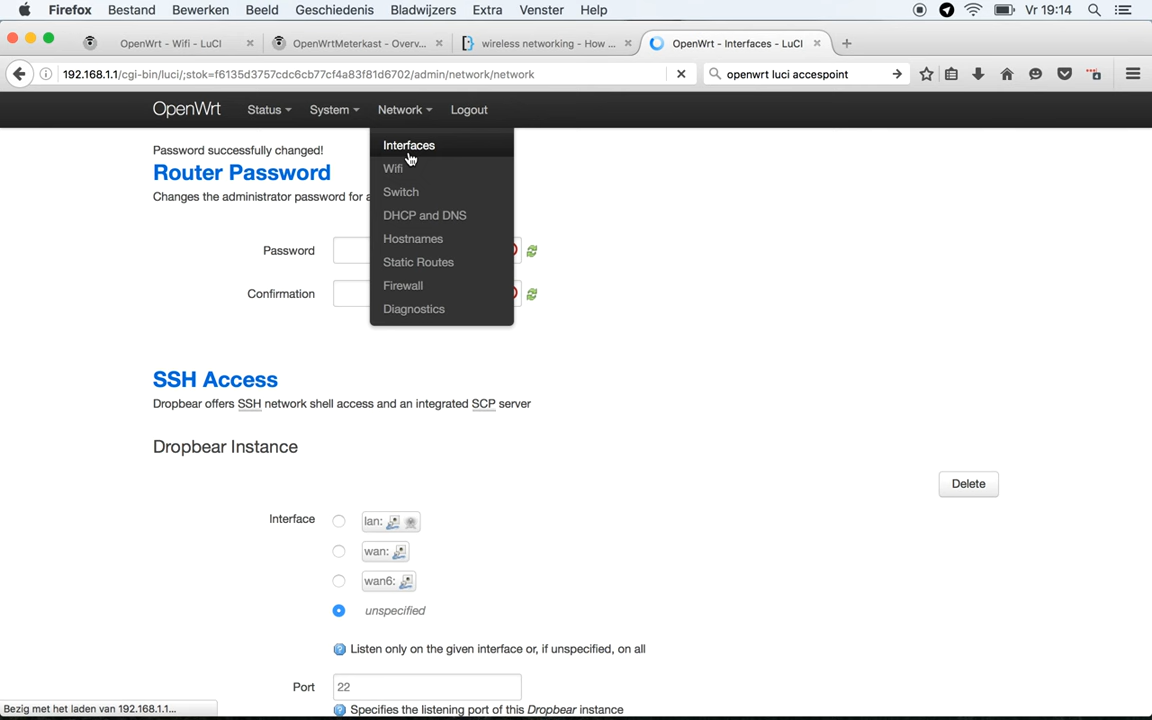 Firefox Bestand Bewerken Beeld Geschiedenis Bladwijzers Extra Venster Help Vr 19:14
OpenWrt - Wifi - LuCI OpenWrtMeterkast - Overv... wireless networking - How ... OpenWrt - Interfaces - LuCI
192.168.1.1/cgi-bin/luci/;stok=f6135d3757cdc6cb77cf4a83f81d6702/admin/network/network openwrt luci accespoint
OpenWrt Status System Network Logout
Interfaces
Wifi
Switch
DHCP and DNS
Hostnames
Static Routes
Firewall
Diagnostics
Password successfully changed!
Router Password
Changes the administrator password for
Password
Confirmation
SSH Access
Dropbear offers SSH network shell access and an integrated SCP server
Dropbear Instance
Delete
Interface lan:
wan:
wan6:
unspecified
Listen only on the given interface or, if unspecified, on all
Port 22
Specifies the listening port of this Dropbear instance
Bezig met het laden van 192.168.1.1...